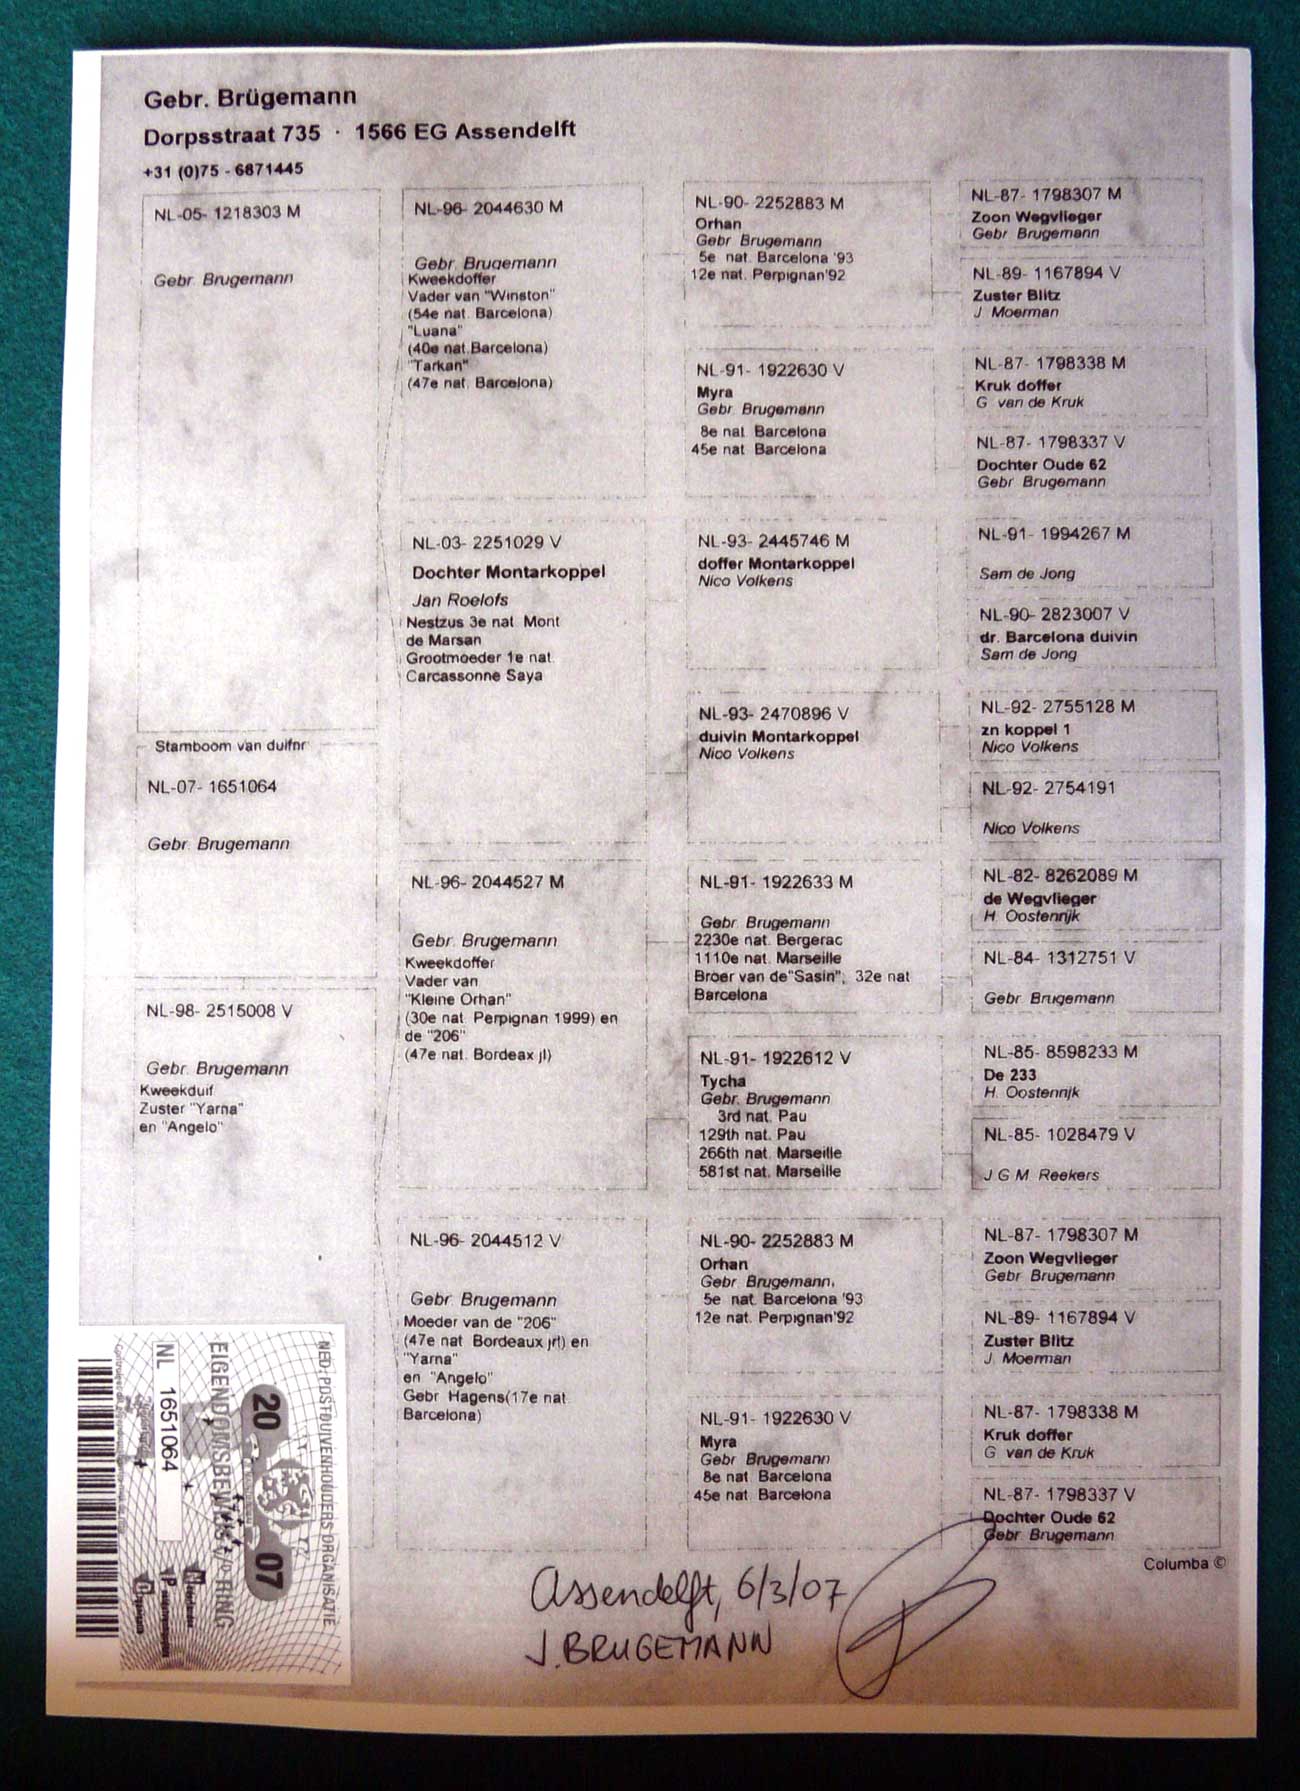 Gebr. Brügemann
Dorpsstraat 735 · 1566 EG Assendelft
+31 (0)75 - 6871445
NL-05- 1218303 M
Gebr Brugemann
Stamboom van duifnr
NL-07- 1651064
Gebr Brugemann
NL-98- 2515008 V
Gebr. Brugemann
Kweekduif
Zuster "Yarna"
en "Angelo"
NL-96- 2044630 M
Gebr. Brugemann
Kweekdoffer
Vader van "Winston"
(54e nat. Barcelona)
"Luana"
(40e nat.Barcelona)
"Tarkan"
(47e nat. Barcelona)
NL-03- 2251029 V
Dochter Montarkoppel
Jan Roelofs
Nestzus 3e nat. Mont
de Marsan
Grootmoeder 1e nat.
Carcassonne Saya
NL-96- 2044527 M
Gebr. Brugemann
Kweekdoffer
Vader van
"Kleine Orhan"
(30e nat. Perpignan 1999) en
de "206"
(47e nat. Bordeax jl)
NL-96- 2044512 V
Gebr. Brugemann
Moeder van de "206"
(47e nat Bordeaux jrl) en
"Yarna"
en "Angelo"
Gebr Hagens(17e nat
Barcelona)
NL-90- 2252883 M
Orhan
Gebr Brugemann
5e nat. Barcelona '93
12e nat. Perpignan'92
NL-91- 1922630 V
Myra
Gebr Brugemann
8e nat Barcelona
45e nat Barcelona
NL-93- 2445746 M
doffer Montarkoppel
Nico Volkens
NL-93- 2470896 V
duivin Montarkoppel
Nico Volkens
NL-91- 1922633 M
Gebr Brugemann
2230e nat. Bergerac
1110e nat. Marseille
Broer van de"Sasin", 32e nat
Barcelona
NL-91- 1922612 V
Tycha
Gebr. Brugemann
3rd nat. Pau
129th nat. Pau
266th nat. Marseille
581st nat. Marseille
NL-90- 2252883 M
Orhan
Gebr Brugemann,
5e nat. Barcelona '93
12e nat. Perpignan'92
NL-91- 1922630 V
Myra
Gebr Brugemann
8e nat Barcelona
45e nat Barcelona
NL-87- 1798307 M
Zoon Wegvlieger
Gebr Brugemann
NL-89- 1167894 V
Zuster Blitz
J Moerman
NL-87- 1798338 M
Kruk doffer
G van de Kruk
NL-87- 1798337 V
Dochter Oude 62
Gebr Brugemann
NL-91- 1994267 M
Sam de Jong
NL-90- 2823007 V
dr. Barcelona duivin
Sam de Jong
NL-92- 2755128 M
zn koppel 1
Nico Volkens
NL-92- 2754191
Nico Volkens
NL-82- 8262089 M
de Wegvlieger
H. Oostenrijk
NL-84- 1312751 V
Gebr Brugemann
NL-85- 8598233 M
De 233
H. Oostenrijk
NL-85- 1028479 V
J G M Reekers
NL-87- 1798307 M
Zoon Wegvlieger
Gebr Brugemann
NL-89- 1167894 V
Zuster Blitz
J. Moerman
NL-87- 1798338 M
Kruk doffer
G van de Kruk
NL-87- 1798337 V
Dochter Oude 62
Gebr Brugemann
Columba ©
NED. POSTDUIVENHOUDERS ORGANISATIE
2007
EIGENDOMSBEWIJS RING
NL 1651064
Assendelft, 6/3/07
J. BRUGEMANN